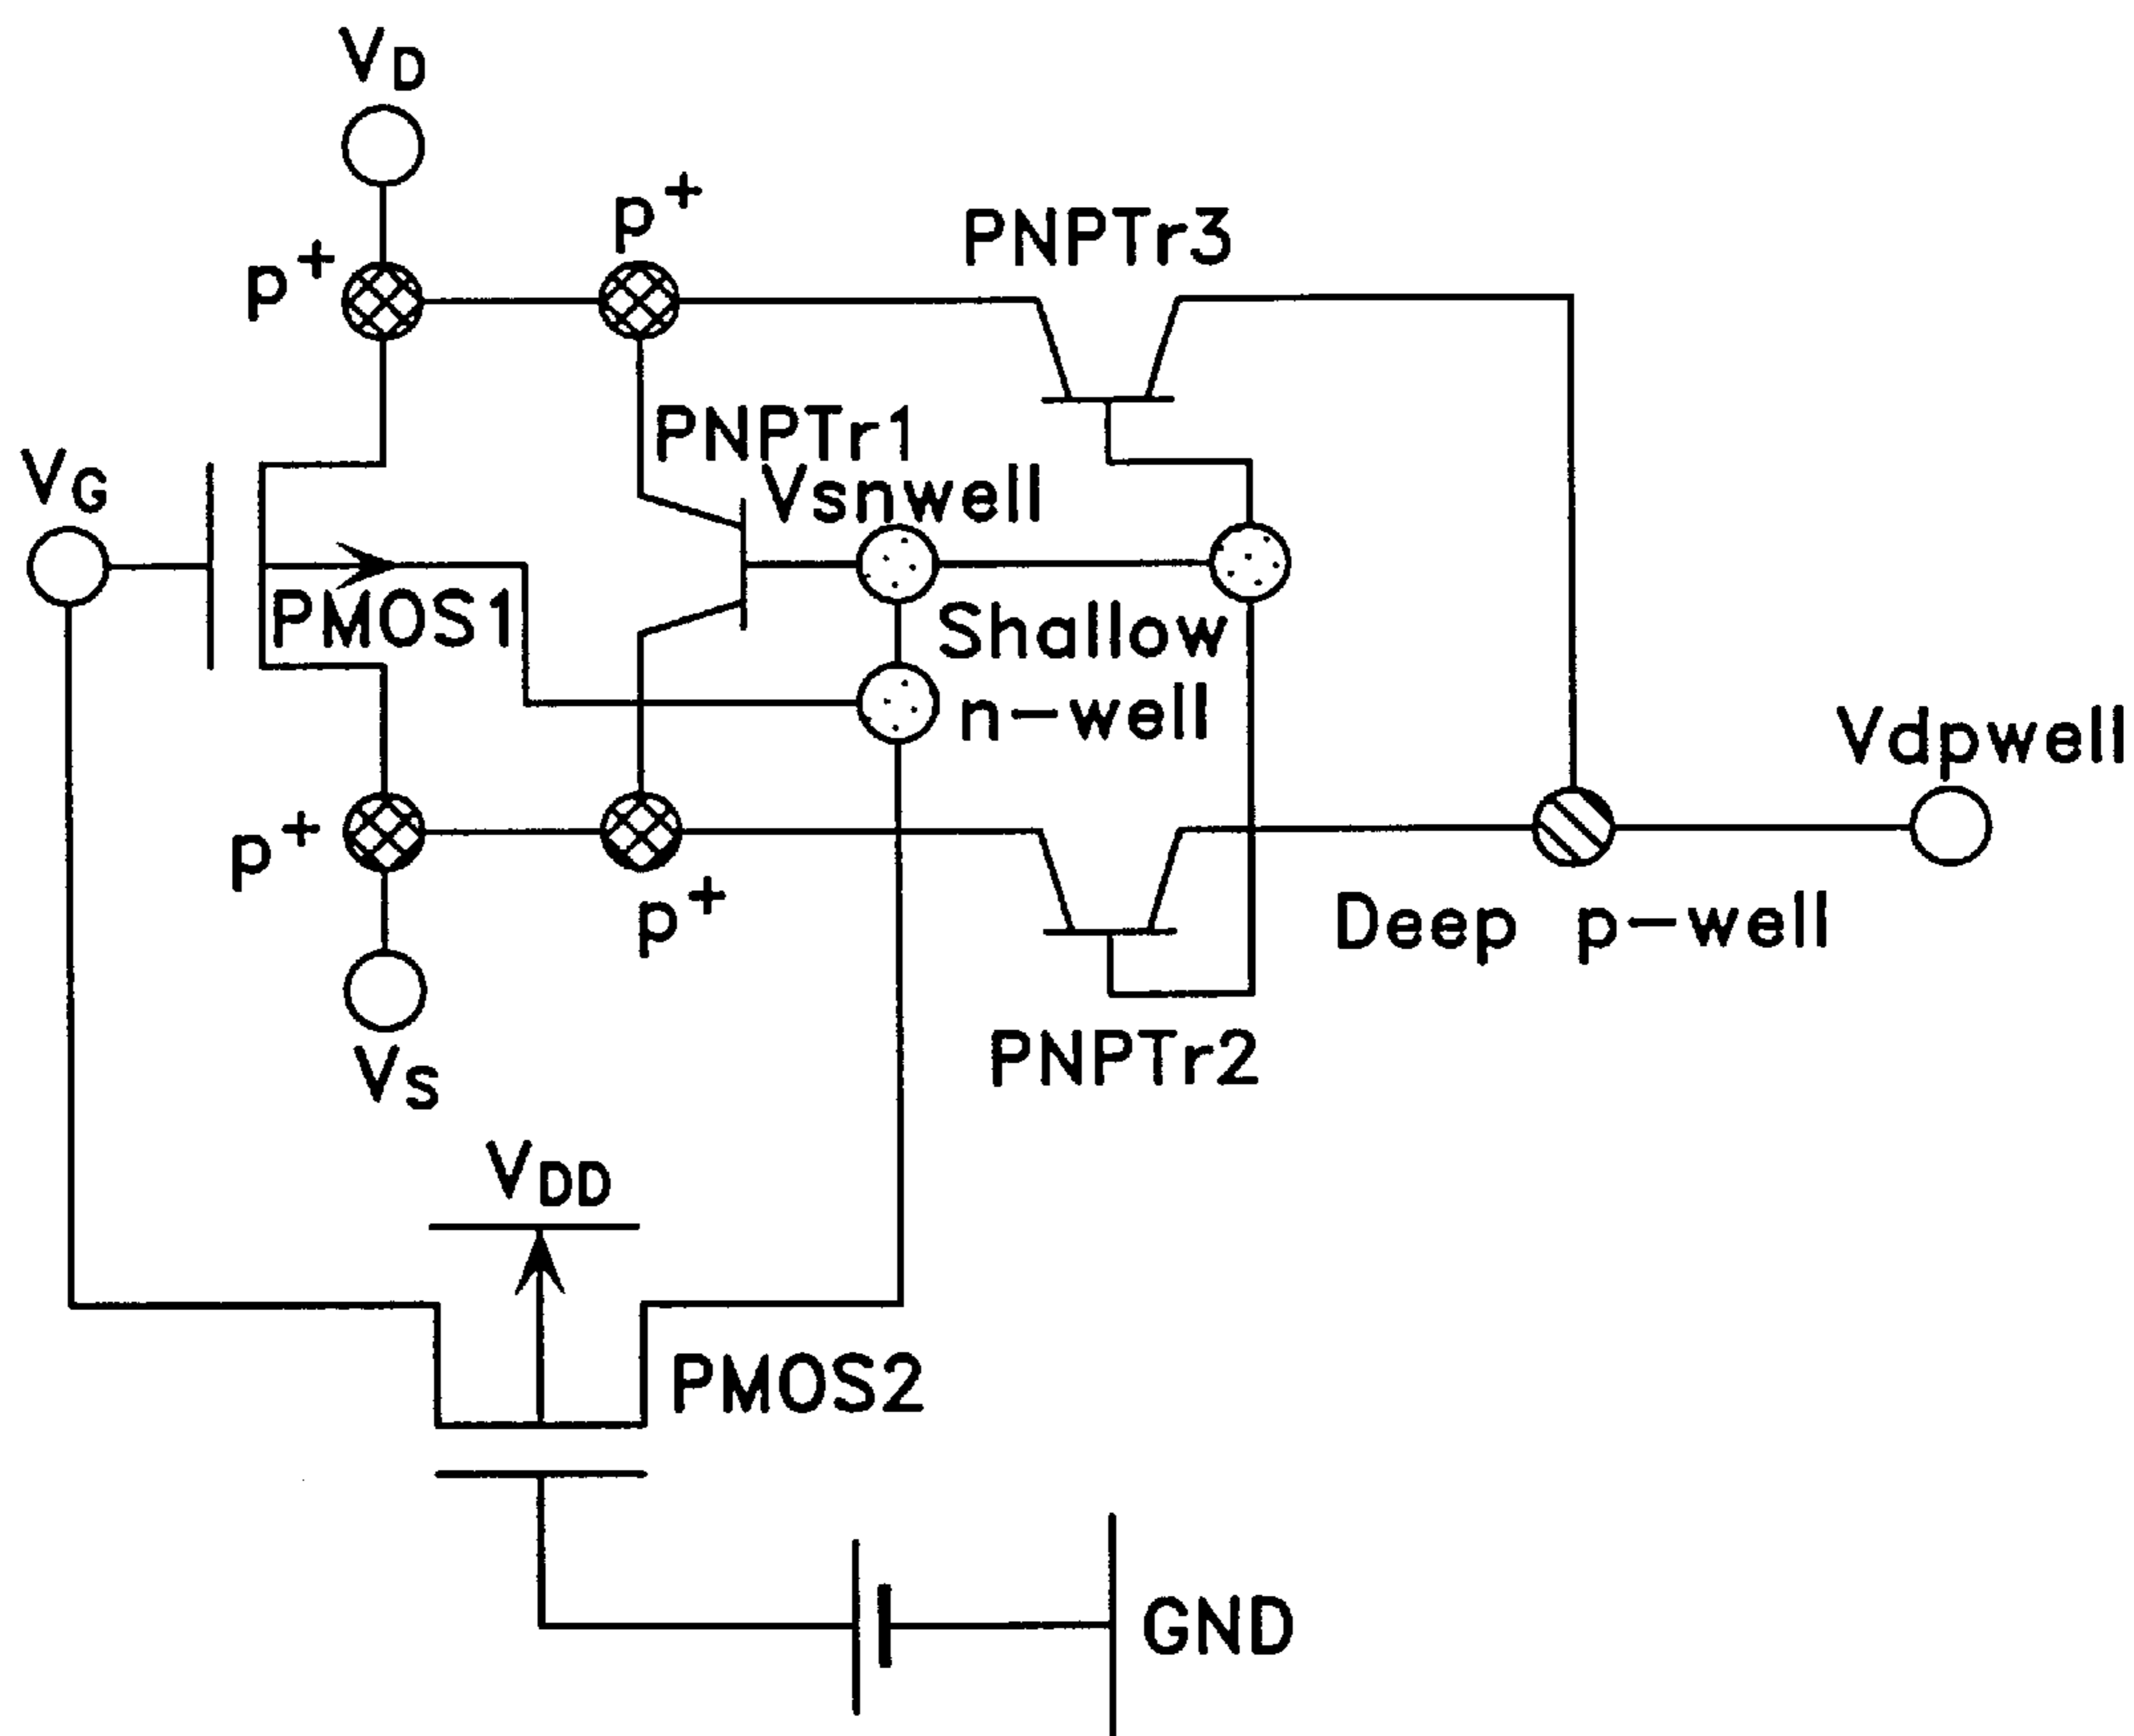 VD
p+
p+
PNPTr3
PNPTr1
VG
Vsnwell
PMOS1
Shallow
n-well
Vdpwell
p+
p+
Deep p-well
VS
PNPTr2
VDD
PMOS2
GND